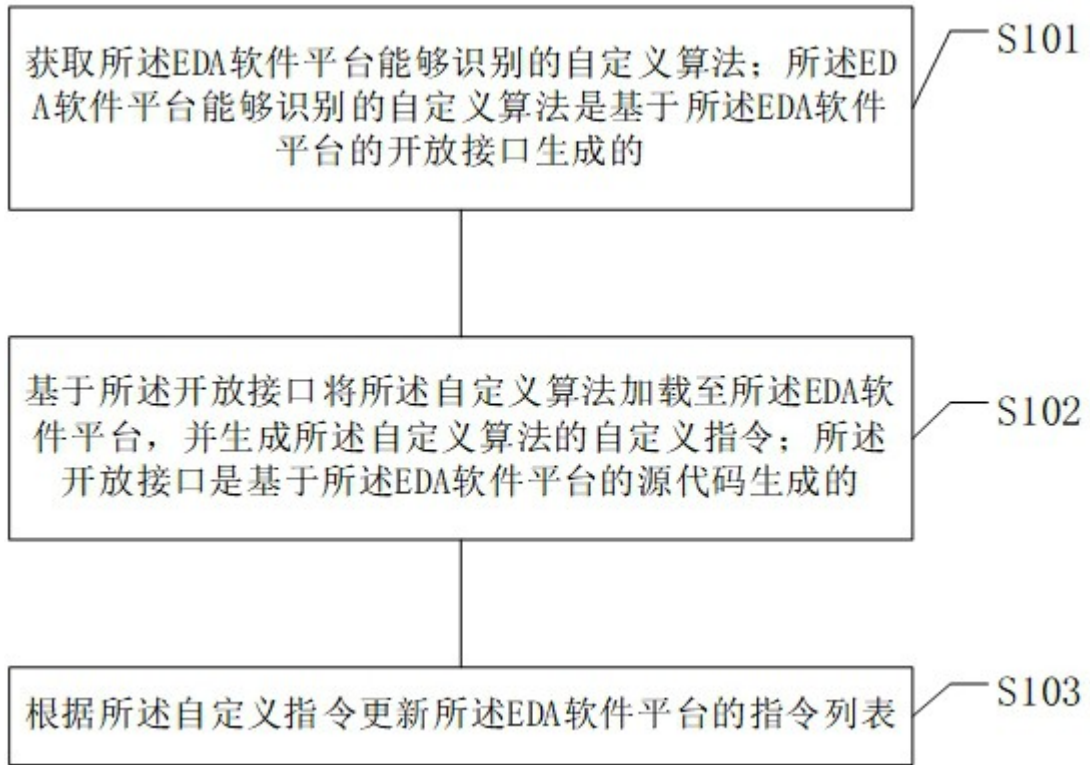 获取所述EDA软件平台能够识别的自定义算法；所述ED
A软件平台能够识别的自定义算法是基于所述EDA软件
平台的开放接口生成的
S101
基于所述开放接口将所述自定义算法加载至所述EDA软
件平台，并生成所述自定义算法的自定义指令；所述
开放接口是基于所述EDA软件平台的源代码生成的
S102
根据所述自定义指令更新所述EDA软件平台的指令列表
S103